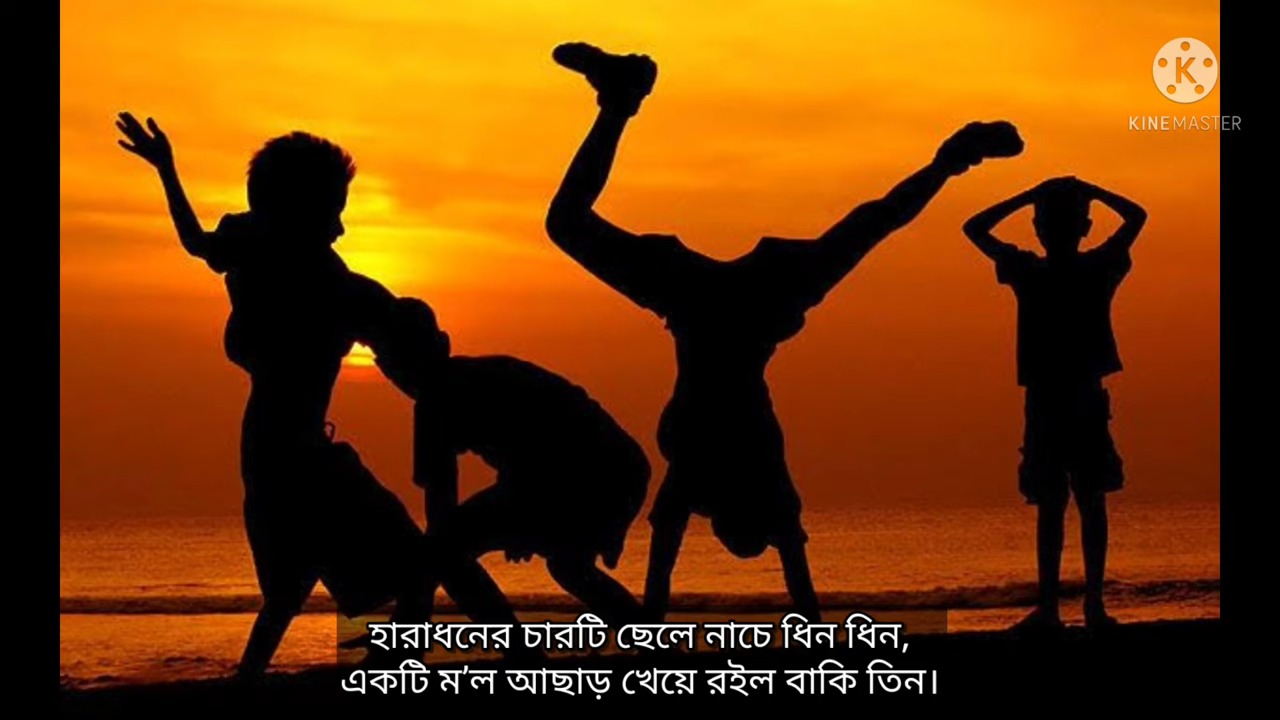 KINEMASTER
হারাধনের চারটি ছেলে নাচে ধিন ধিন,
একটি ম'ল আছাড় খেয়ে রইল বাকি তিন।